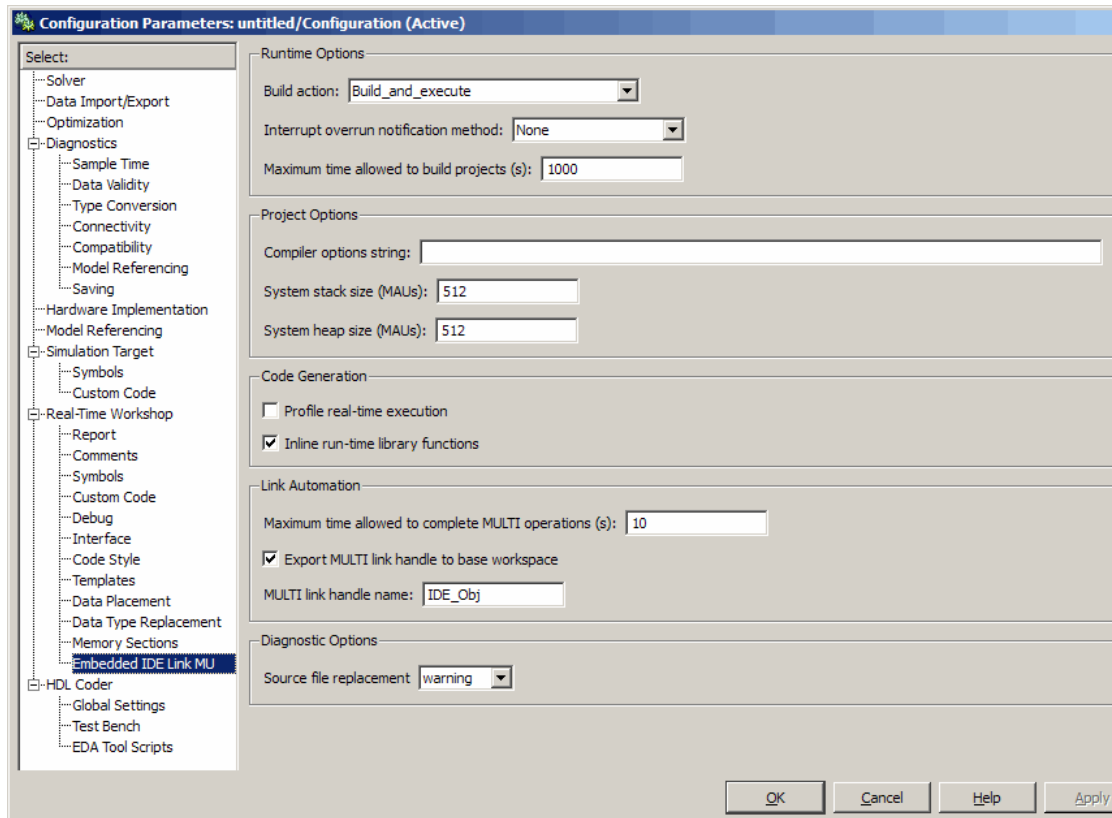 Configuration Parameters: untitled/Configuration (Active)
Select:
Solver
Data Import/Export
Optimization
Diagnostics
Sample Time
Data Validity
Type Conversion
Connectivity
Compatibility
Model Referencing
Saving
Hardware Implementation
Model Referencing
Simulation Target
Symbols
Custom Code
Real-Time Workshop
Report
Comments
Symbols
Custom Code
Debug
Interface
Code Style
Templates
Data Placement
Data Type Replacement
Memory Sections
Embedded IDE Link MU
HDL Coder
Global Settings
Test Bench
EDA Tool Scripts
Runtime Options
Build action: Build_and_execute
Interrupt overrun notification method: None
Maximum time allowed to build projects (s): 1000
Project Options
Compiler options string:
System stack size (MAUs): 512
System heap size (MAUs): 512
Code Generation
Profile real-time execution
Inline run-time library functions
Link Automation
Maximum time allowed to complete MULTI operations (s): 10
Export MULTI link handle to base workspace
MULTI link handle name: IDE_Obj
Diagnostic Options
Source file replacement warning
OK Cancel Help Apply